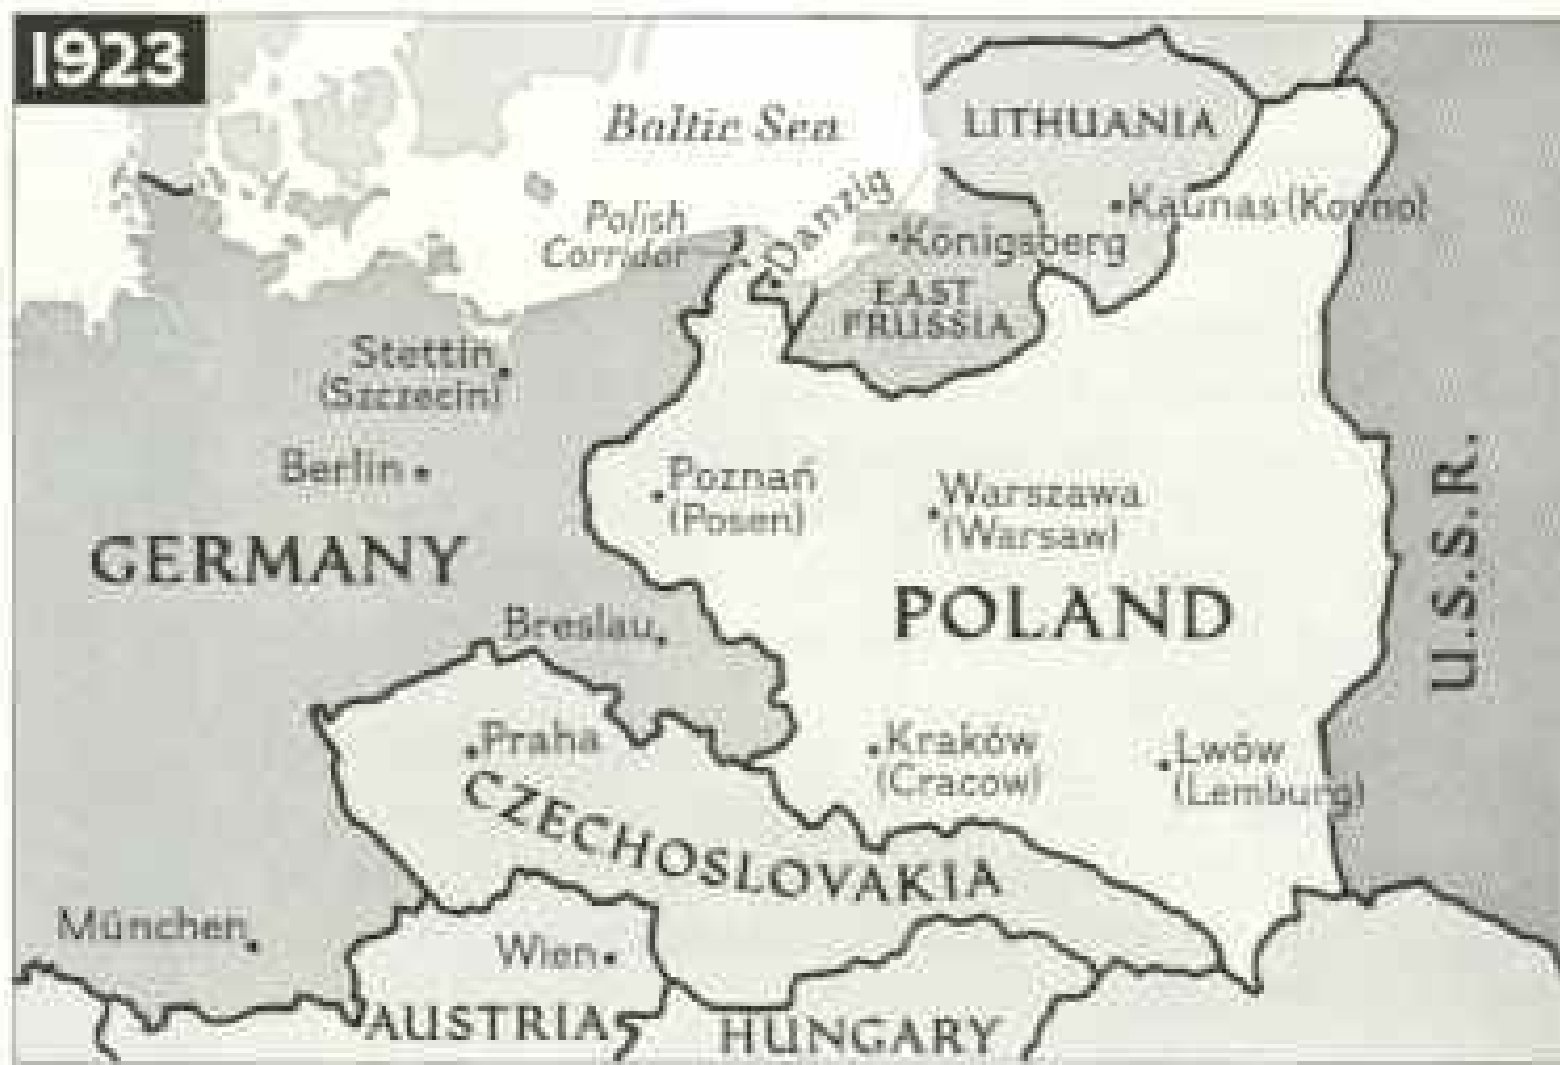 1923
Baltic Sea
LITHUANIA
Kaunas (Kovno)
Polish
Corridor
Danzig
Königsberg
EAST
PRUSSIA
Stettin
(Szczecin)
Berlin
Poznań
(Posen)
Warszawa
(Warsaw)
GERMANY
POLAND
U.S.S.R.
Breslau
Praha
Kraków
(Cracow)
Lwów
(Lemburg)
CZECHOSLOVAKIA
München
Wien
AUSTRIA
HUNGARY